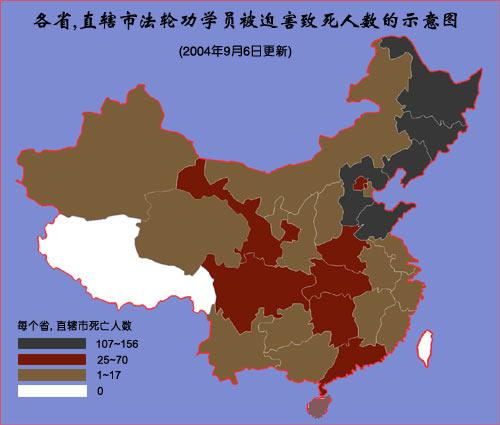 各省,直辖市法轮功学员被迫害致死人数的示意图
(2004年9月6日更新)
每个省, 直辖市死亡人数
107~156
25~70
1~17
0